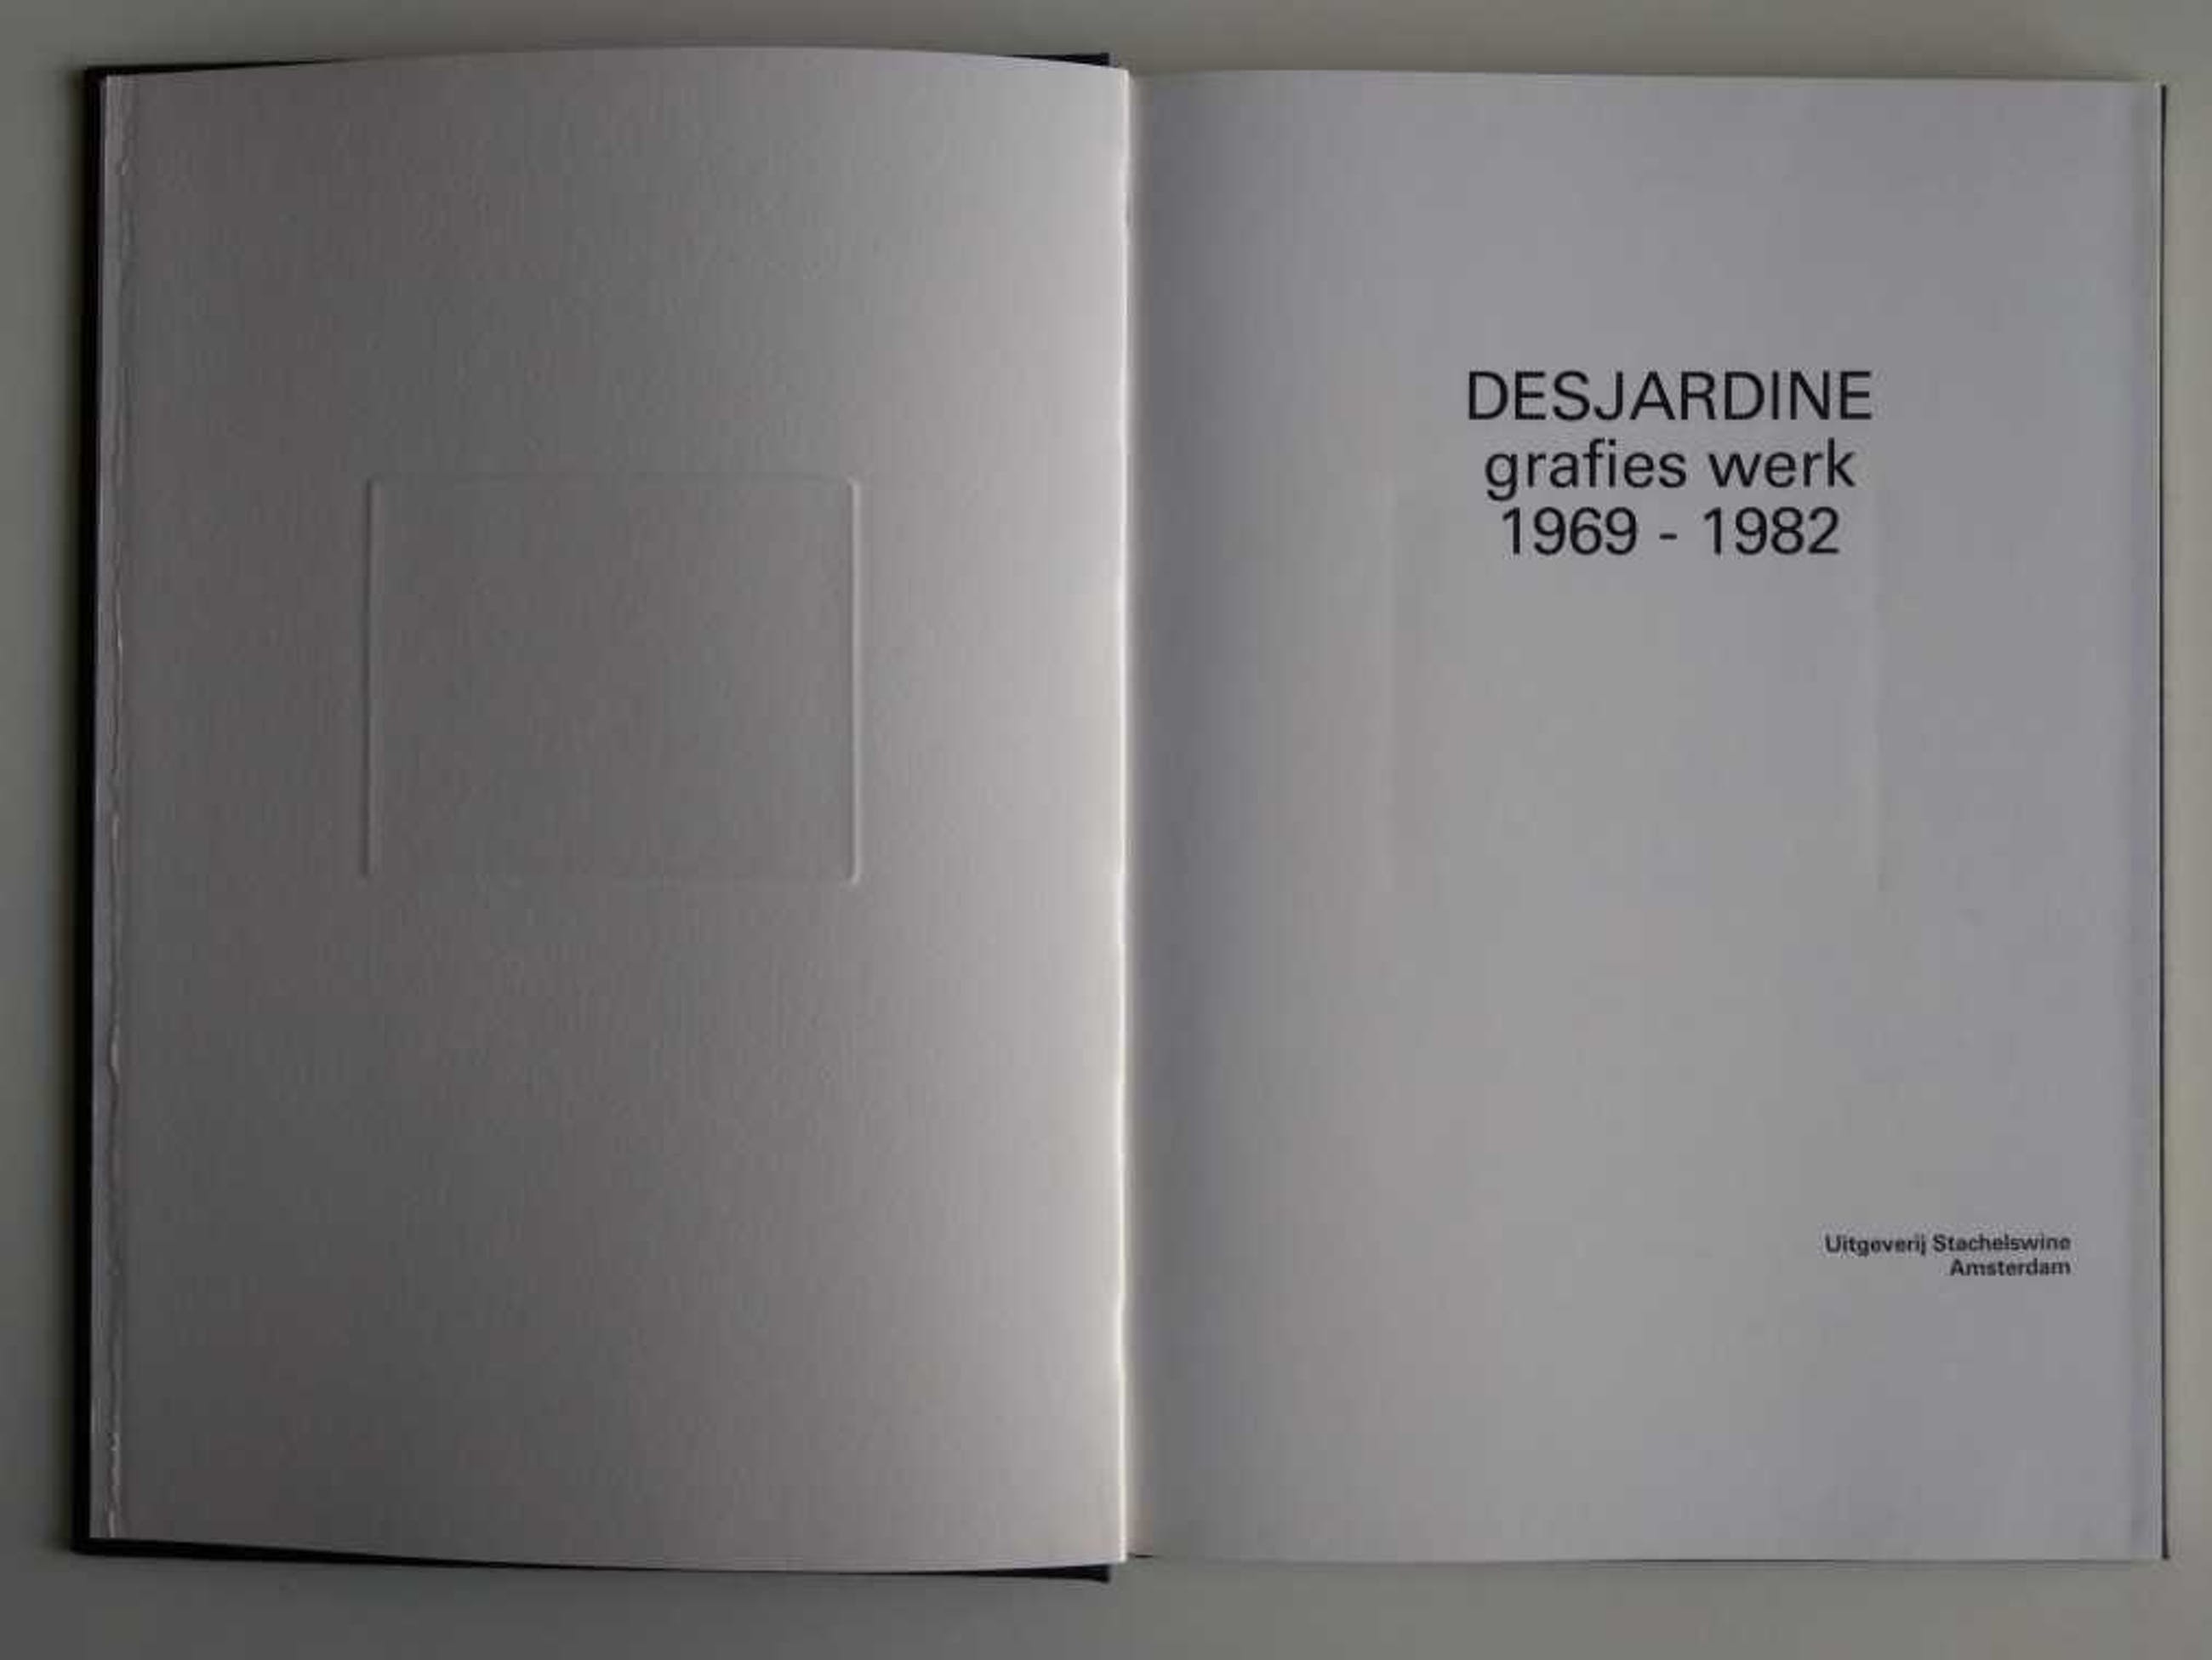 DESJARDINE
grafies werk
1969 - 1982
Uitgeverij Stachelswine
Amsterdam